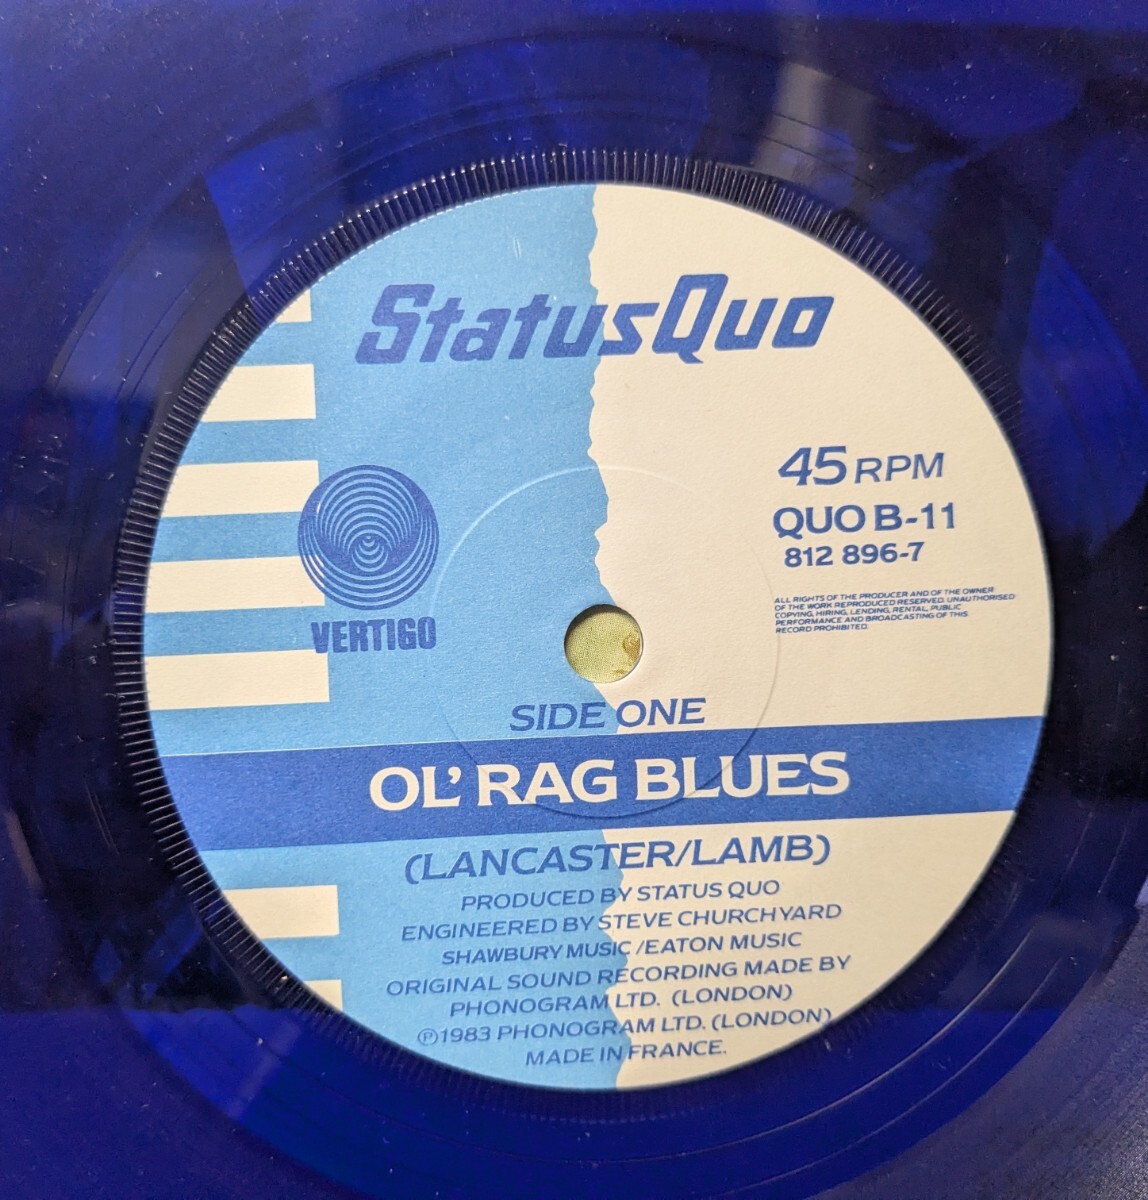 StatusQuo
45 RPM
QUO B-11
812 896-7
ALL RIGHTS OF THE PRODUCER AND OF THE OWNER
OF THE WORK REPRODUCED RESERVED. UNAUTHORISED
COPYING, HIRING, LENDING, RENTAL, PUBLIC
PERFORMANCE AND BROADCASTING OF THIS
RECORD PROHIBITED.
VERTIGO
SIDE ONE
OL' RAG BLUES
(LANCASTER/LAMB)
PRODUCED BY STATUS QUO
ENGINEERED BY STEVE CHURCHYARD
SHAWBURY MUSIC /EATON MUSIC
ORIGINAL SOUND RECORDING MADE BY
PHONOGRAM LTD. (LONDON)
Ⓟ1983 PHONOGRAM LTD. (LONDON)
MADE IN FRANCE.